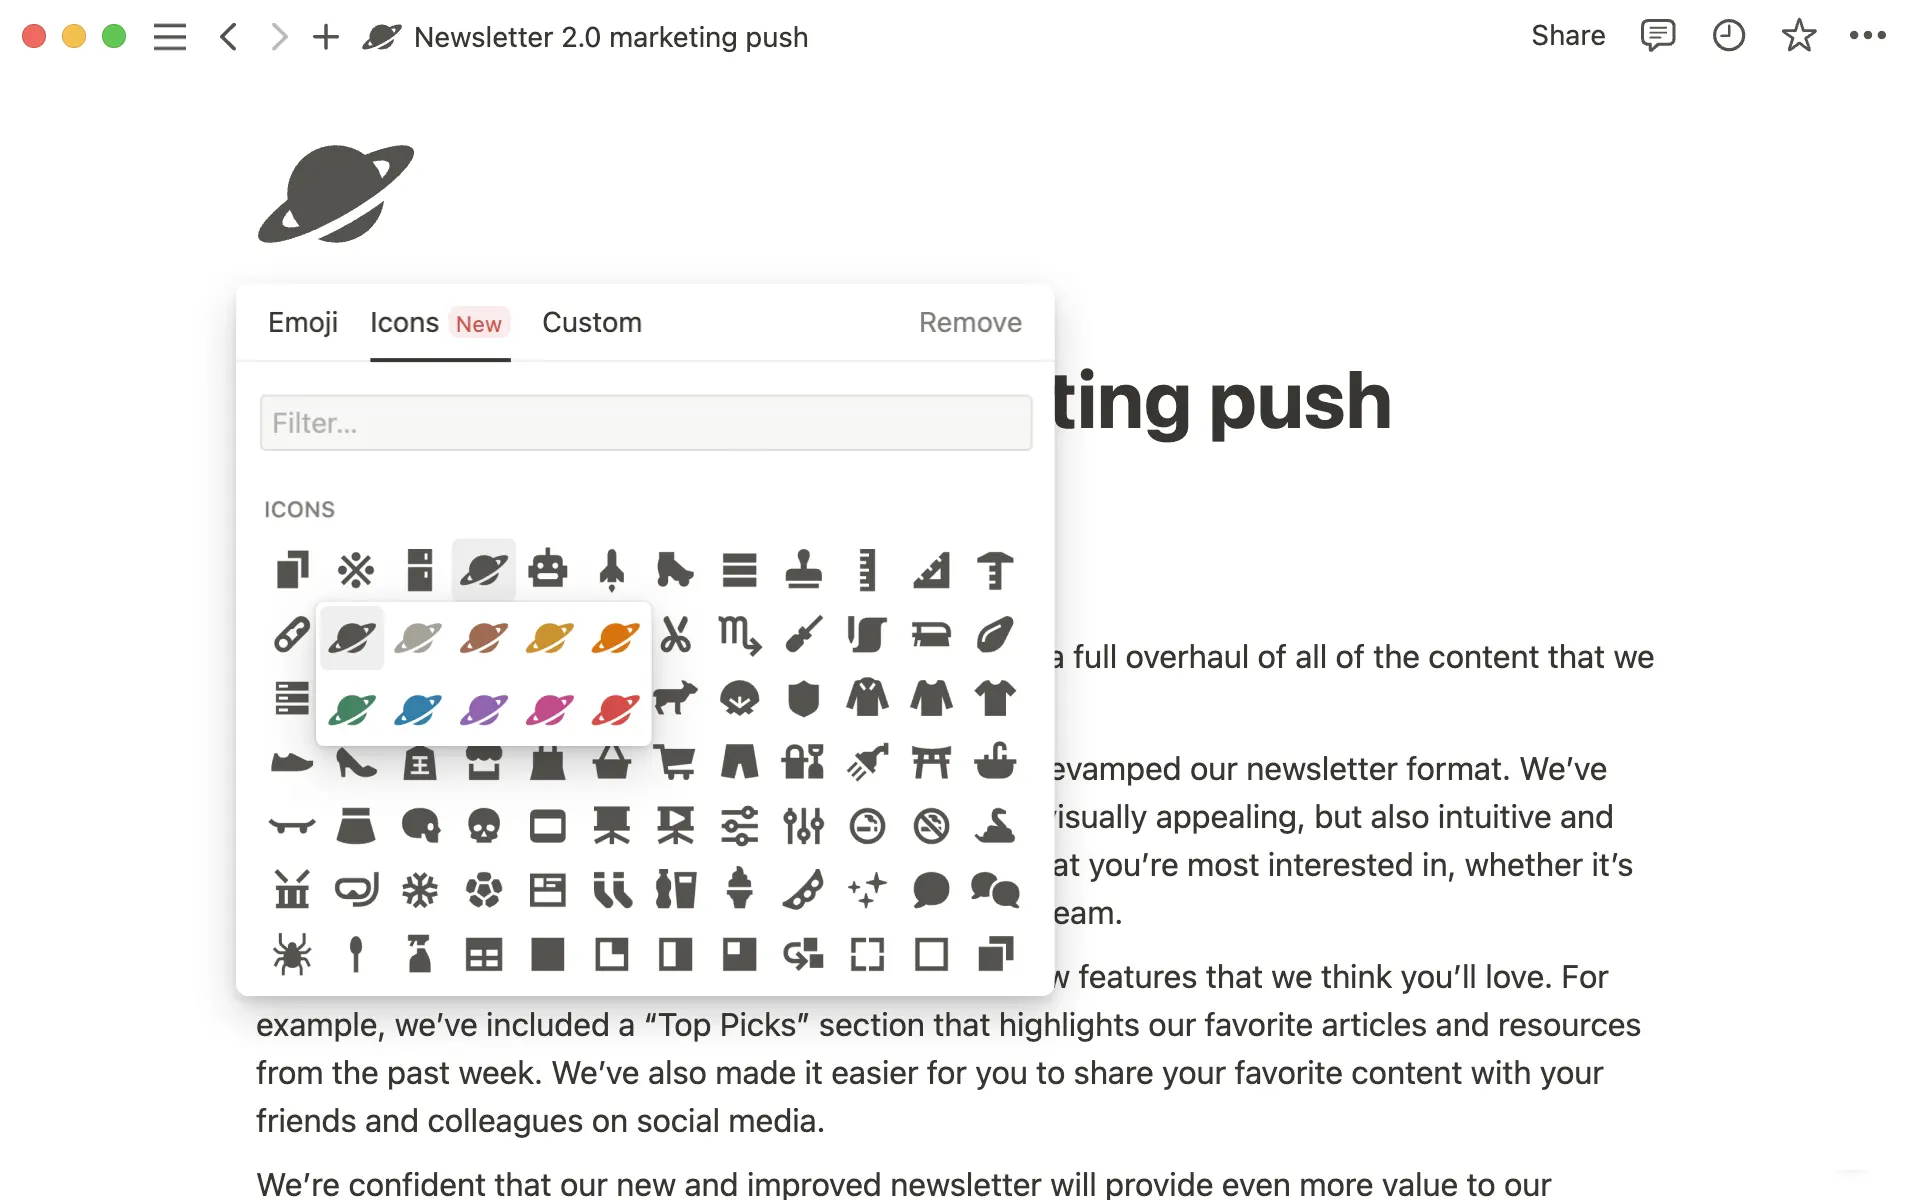 Newsletter 2.0 marketing push
Share
Emoji
Icons
New
Custom
Remove
ting push
Filter...
ICONS
a full overhaul of all of the content that we
evamped our newsletter format. We’ve
isually appealing, but also intuitive and
at you’re most interested in, whether it’s
eam.
features that we think you’ll love. For
example, we’ve included a “Top Picks” section that highlights our favorite articles and resources
from the past week. We’ve also made it easier for you to share your favorite content with your
friends and colleagues on social media.
We’re confident that our new and improved newsletter will provide even more value to our